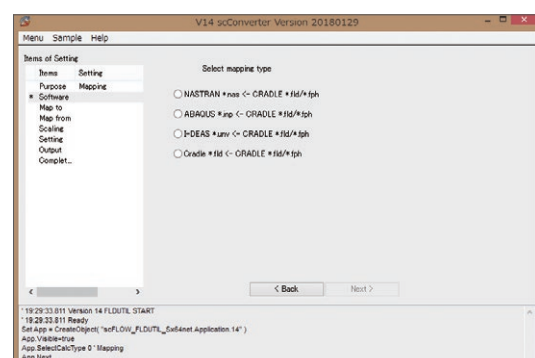 V14 scConverter Version 20180129
Menu Sample Help
Items of Setting
Items Setting
Purpose Mapping
* Software
Map to
Map from
Scaling
Setting
Output
Complet...
Select mapping type
NASTRAN *nas <- CRADLE *fld/*fph
ABAQUS *inp <- CRADLE *fld/*fph
I-DEAS *unv <- CRADLE *fld/*fph
Cradle *fld <- CRADLE *fld/*fph
< Back Next >
' 19:29:33.811 Version 14 FLDUTIL START
' 19:29:33.811 Ready
Set App = CreateObject( "scFLOW_FLDUTIL_Sx64net.Application.14" )
App.Visible=true
App.SelectCalcType 0 ' Mapping
App.Next